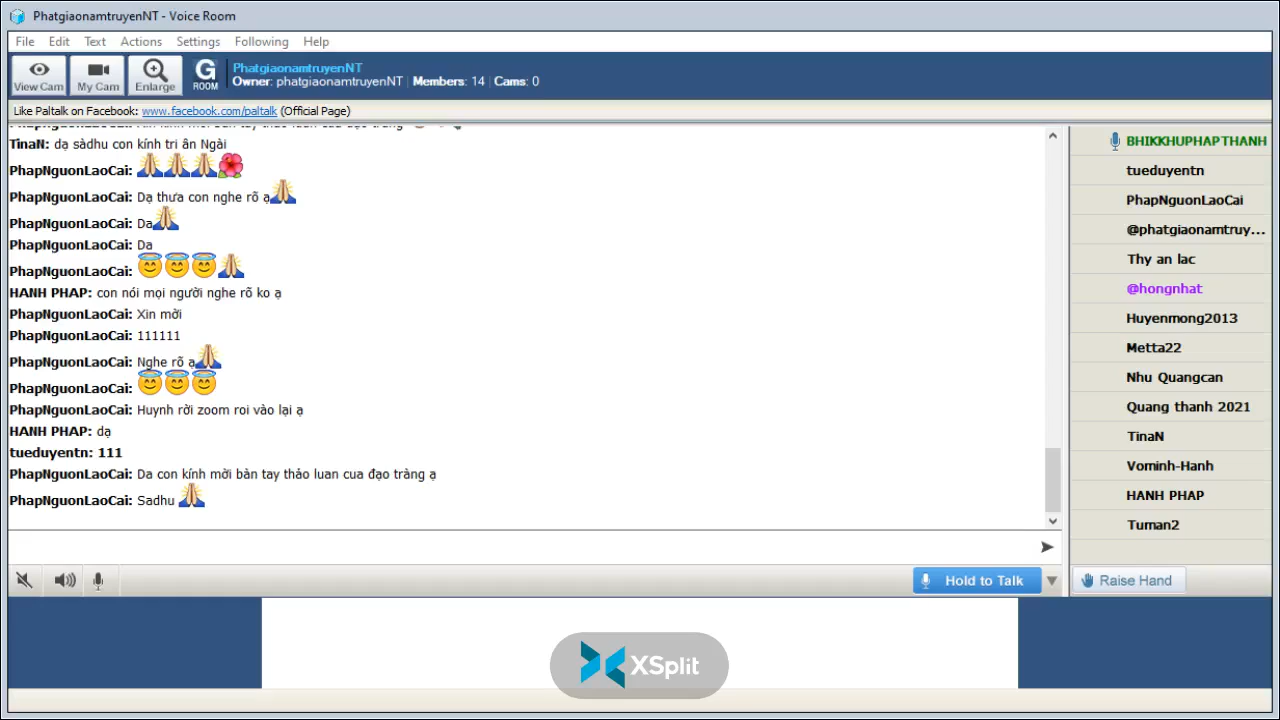 PhatgiaonamtruyenNT - Voice Room
File Edit Text Actions Settings Following Help
View Cam My Cam Enlarge G ROOM
PhatgiaonamtruyenNT
Owner: phatgiaonamtruyenNT Members: 14 Cams: 0
Like Paltalk on Facebook: www.facebook.com/paltalk (Official Page)
TinaN: dạ sàdhu con kính tri ân Ngài
PhapNguonLaoCai:
PhapNguonLaoCai: Dạ thưa con nghe rõ ạ
PhapNguonLaoCai: Da
PhapNguonLaoCai: Da
PhapNguonLaoCai:
HANH PHAP: con nói mọi người nghe rõ ko ạ
PhapNguonLaoCai: Xin mời
PhapNguonLaoCai: 111111
PhapNguonLaoCai: Nghe rõ ạ
PhapNguonLaoCai:
PhapNguonLaoCai: Huynh rời zoom roi vào lại ạ
HANH PHAP: dạ
tueduyentn: 111
PhapNguonLaoCai: Da con kính mời bàn tay thảo luan cua đạo tràng ạ
PhapNguonLaoCai: Sadhu
BHIKKHUPHAPTHANH
tueduyentn
PhapNguonLaoCai
@phatgiaonamtruy...
Thy an lac
@hongnhat
Huyenmong2013
Metta22
Nhu Quangcan
Quang thanh 2021
TinaN
Vominh-Hanh
HANH PHAP
Tuman2
Hold to Talk
Raise Hand
XSplit